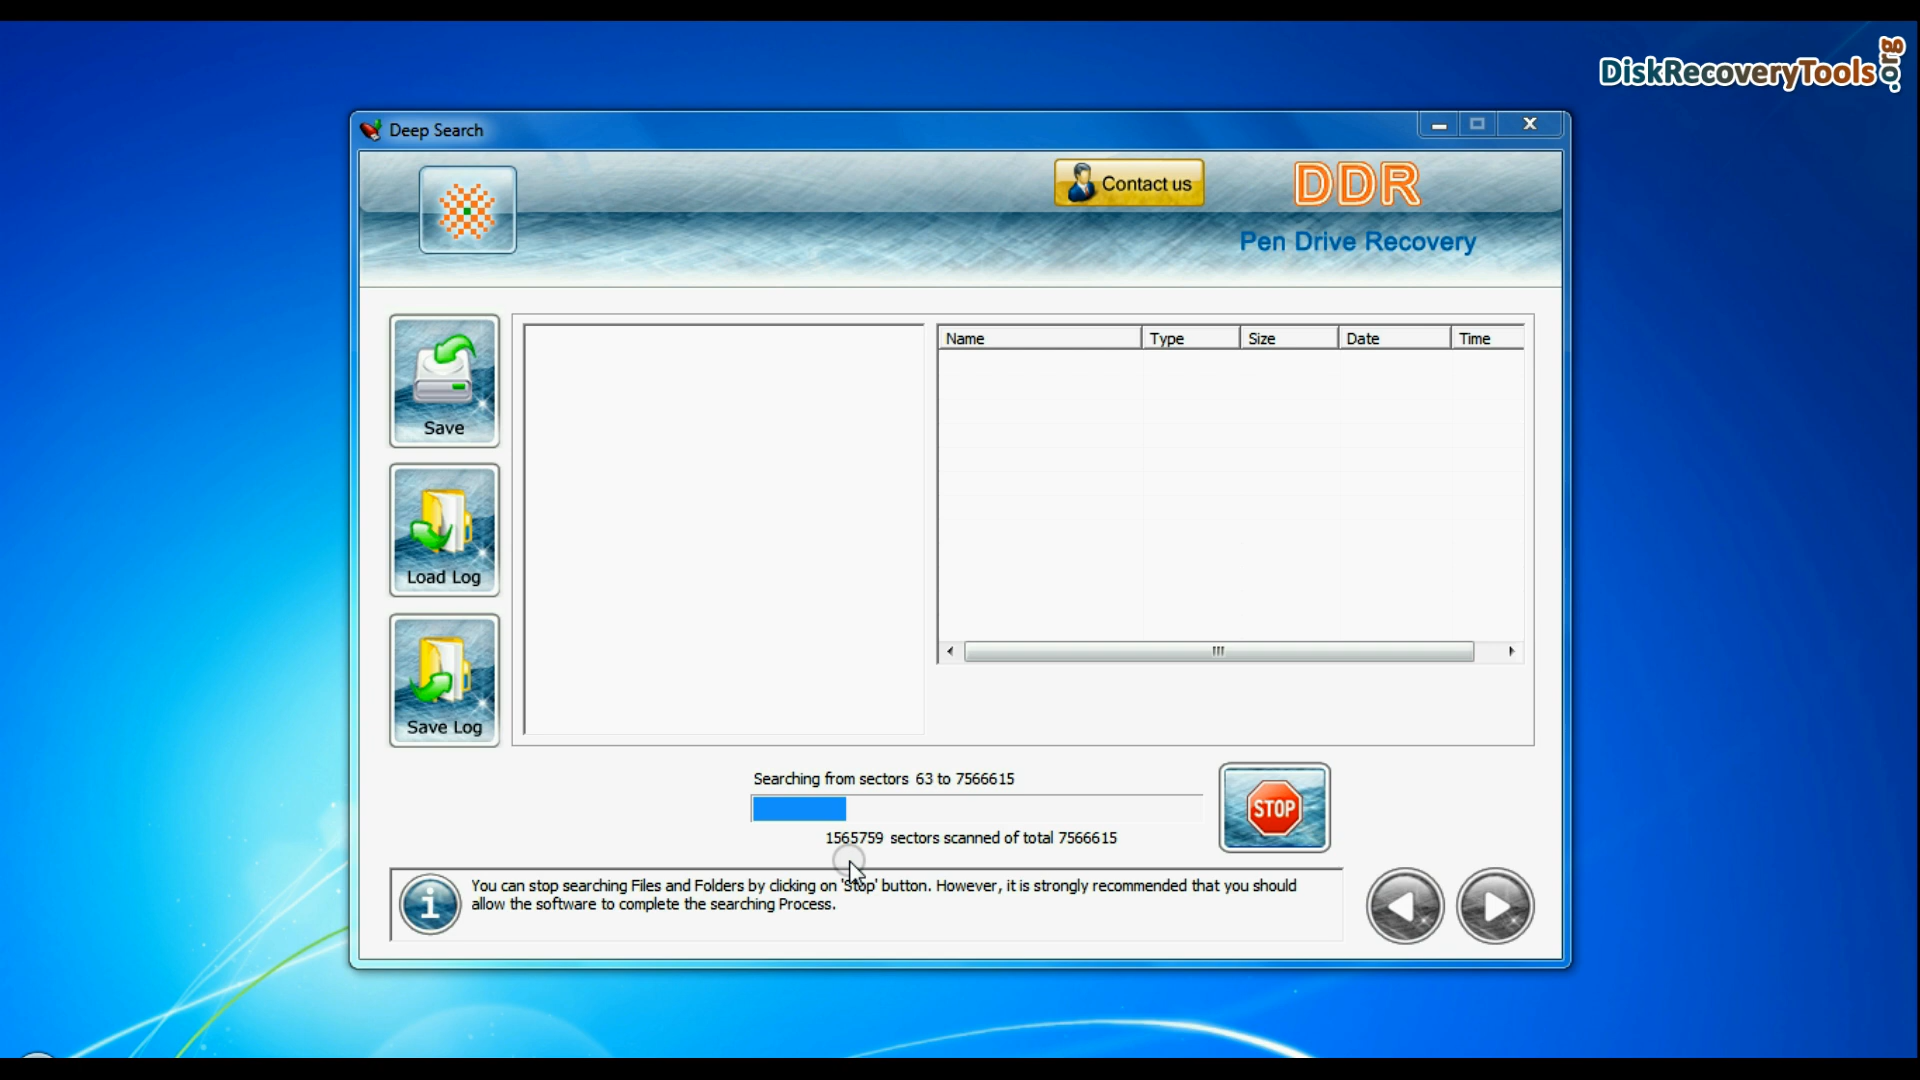 DiskRecoveryTools.org
Deep Search
Contact us
DDR
Pen Drive Recovery
Save
Load Log
Save Log
Name Type Size Date Time
Searching from sectors 63 to 7566615
1565759 sectors scanned of total 7566615
STOP
You can stop searching Files and Folders by clicking on 'Stop' button. However, it is strongly recommended that you should
allow the software to complete the searching Process.